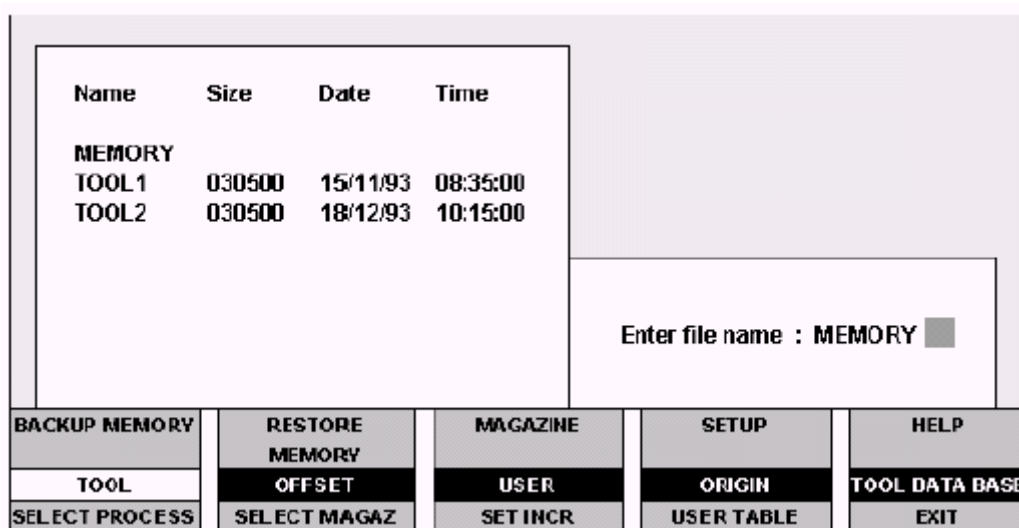 Name Size Date Time
MEMORY
TOOL1 030500 15/11/93 08:35:00
TOOL2 030500 18/12/93 10:15:00
Enter file name : MEMORY
BACKUP MEMORY RESTORE MEMORY MAGAZINE SETUP HELP
TOOL OFFSET USER ORIGIN TOOL DATA BASE
SELECT PROCESS SELECT MAGAZ SET INCR USER TABLE EXIT